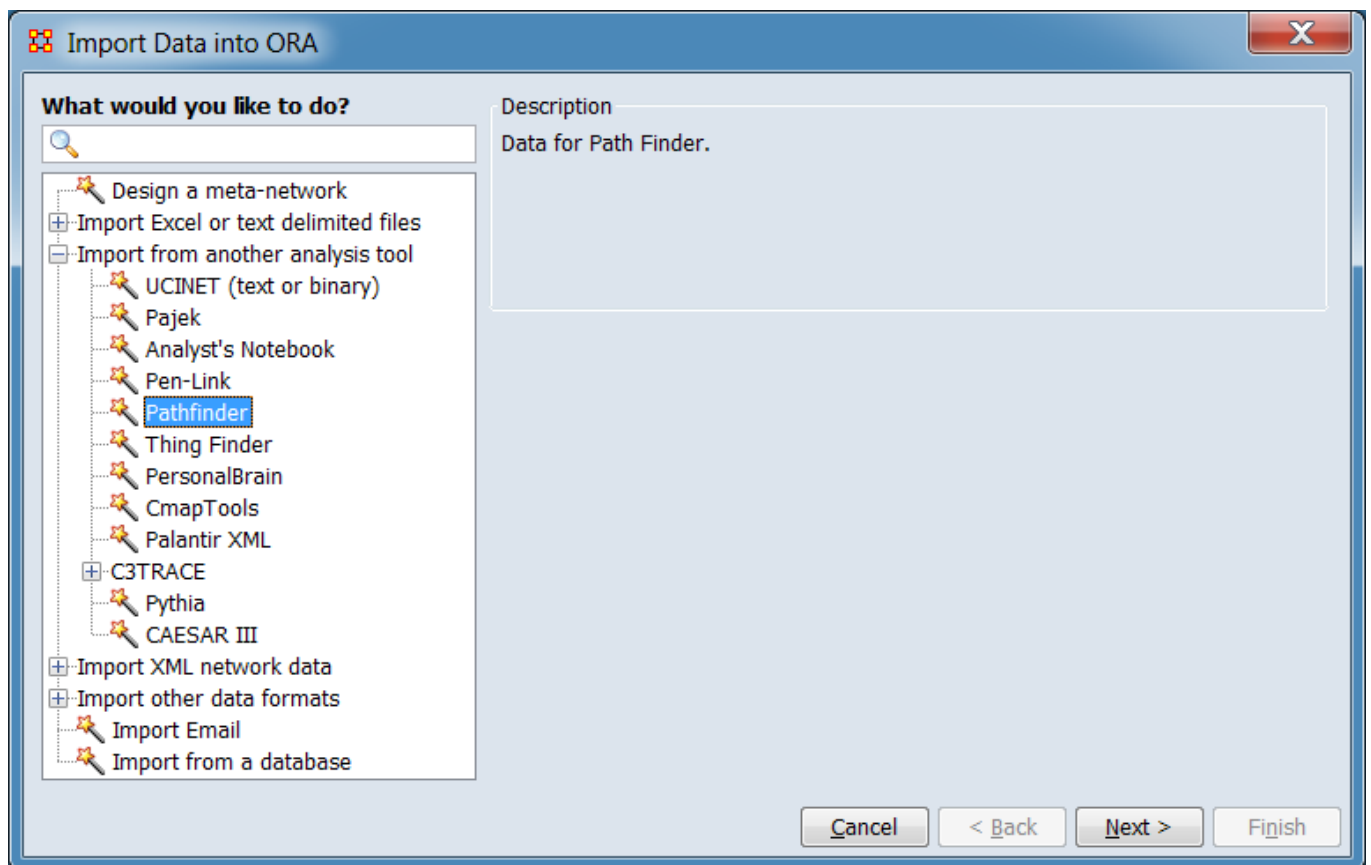 Import Data into ORA
X
What would you like to do?
Description
Data for Path Finder.
Design a meta-network
Import Excel or text delimited files
Import from another analysis tool
UCINET (text or binary)
Pajek
Analyst's Notebook
Pen-Link
Pathfinder
Thing Finder
PersonalBrain
CmapTools
Palantir XML
C3TRACE
Pythia
CAESAR III
Import XML network data
Import other data formats
Import Email
Import from a database
Cancel
< Back
Next >
Finish